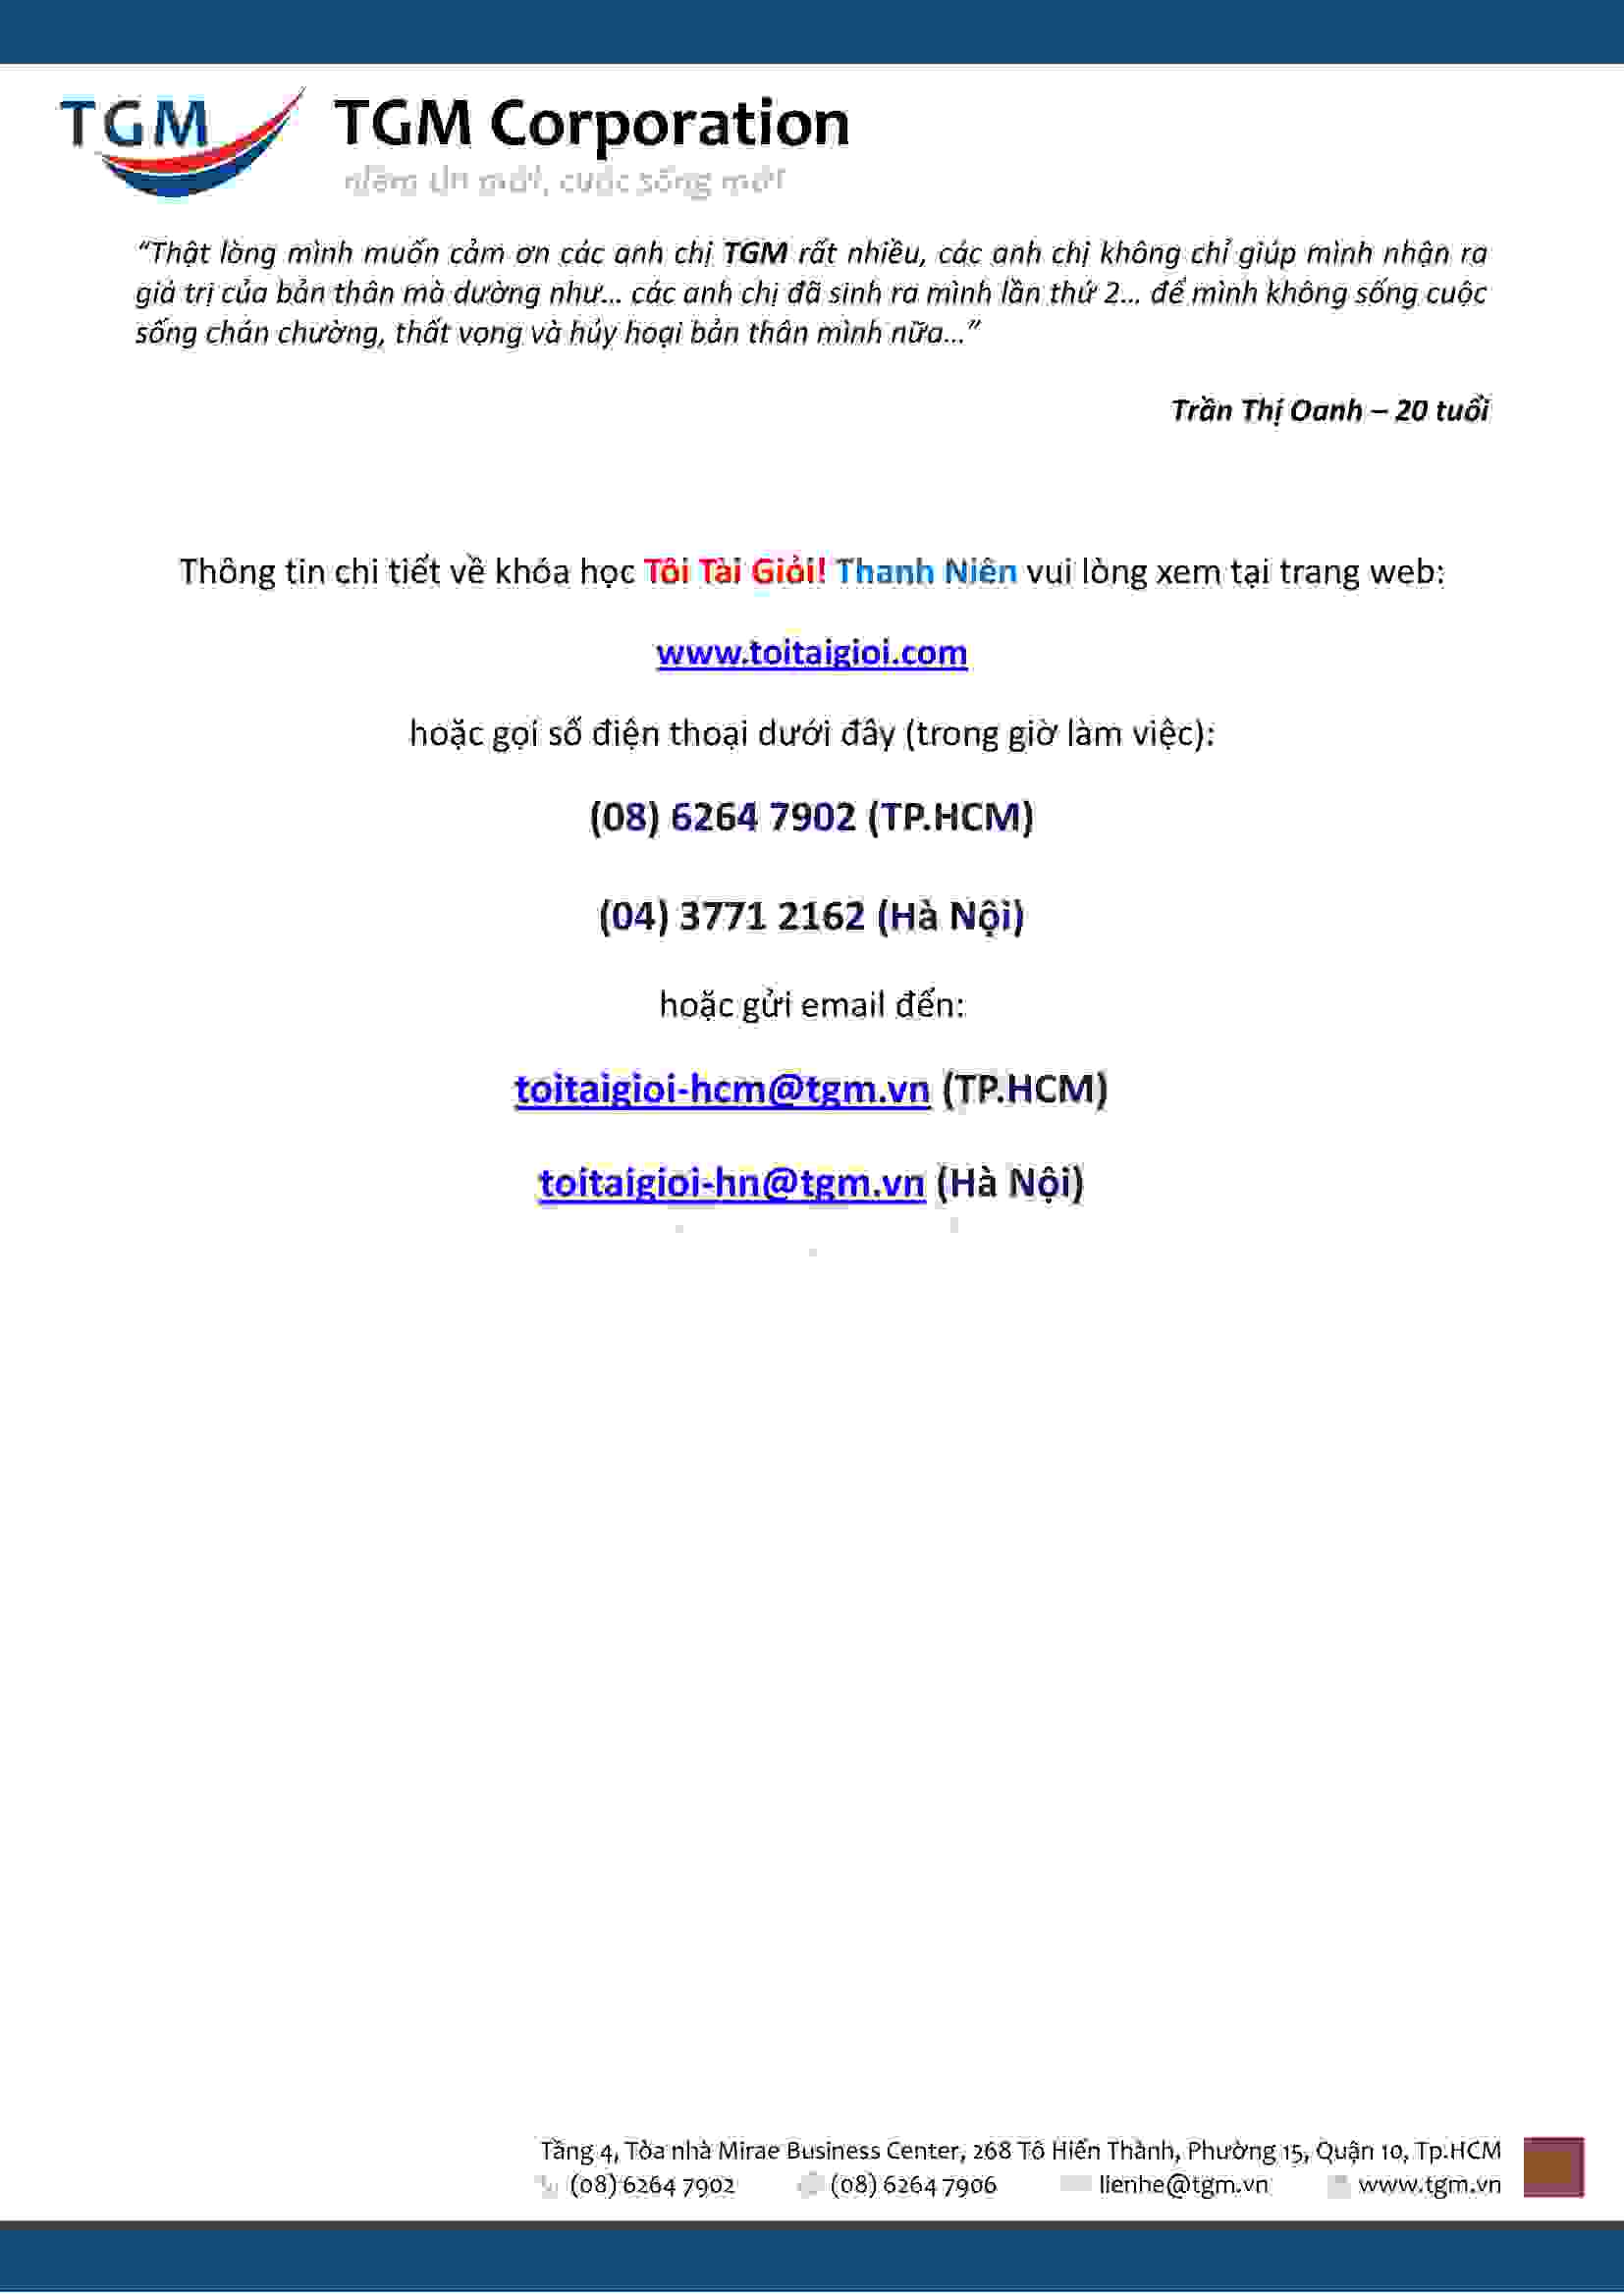 TGM
TGM Corporation
niềm tin mới, cuộc sống mới
“Thật lòng mình muốn cảm ơn các anh chị TGM rất nhiều, các anh chị không chỉ giúp mình nhận ra
giá trị của bản thân mà dường như... các anh chị đã sinh ra mình lần thứ 2... để mình không sống cuộc
sống chán chường, thất vọng và hủy hoại bản thân mình nữa...”
Trần Thị Oanh – 20 tuổi
Thông tin chi tiết về khóa học Tôi Tài Giỏi! Thanh Niên vui lòng xem tại trang web:
www.toitaigioi.com
hoặc gọi số điện thoại dưới đây (trong giờ làm việc):
(08) 6264 7902 (TP.HCM)
(04) 3771 2162 (Hà Nội)
hoặc gửi email đến:
toitaigioi-hcm@tgm.vn (TP.HCM)
toitaigioi-hn@tgm.vn (Hà Nội)
Tầng 4, Tòa nhà Mirae Business Center, 268 Tô Hiến Thành, Phường 15, Quận 10, Tp.HCM
(08) 6264 7902 (08) 6264 7906 lienhe@tgm.vn www.tgm.vn